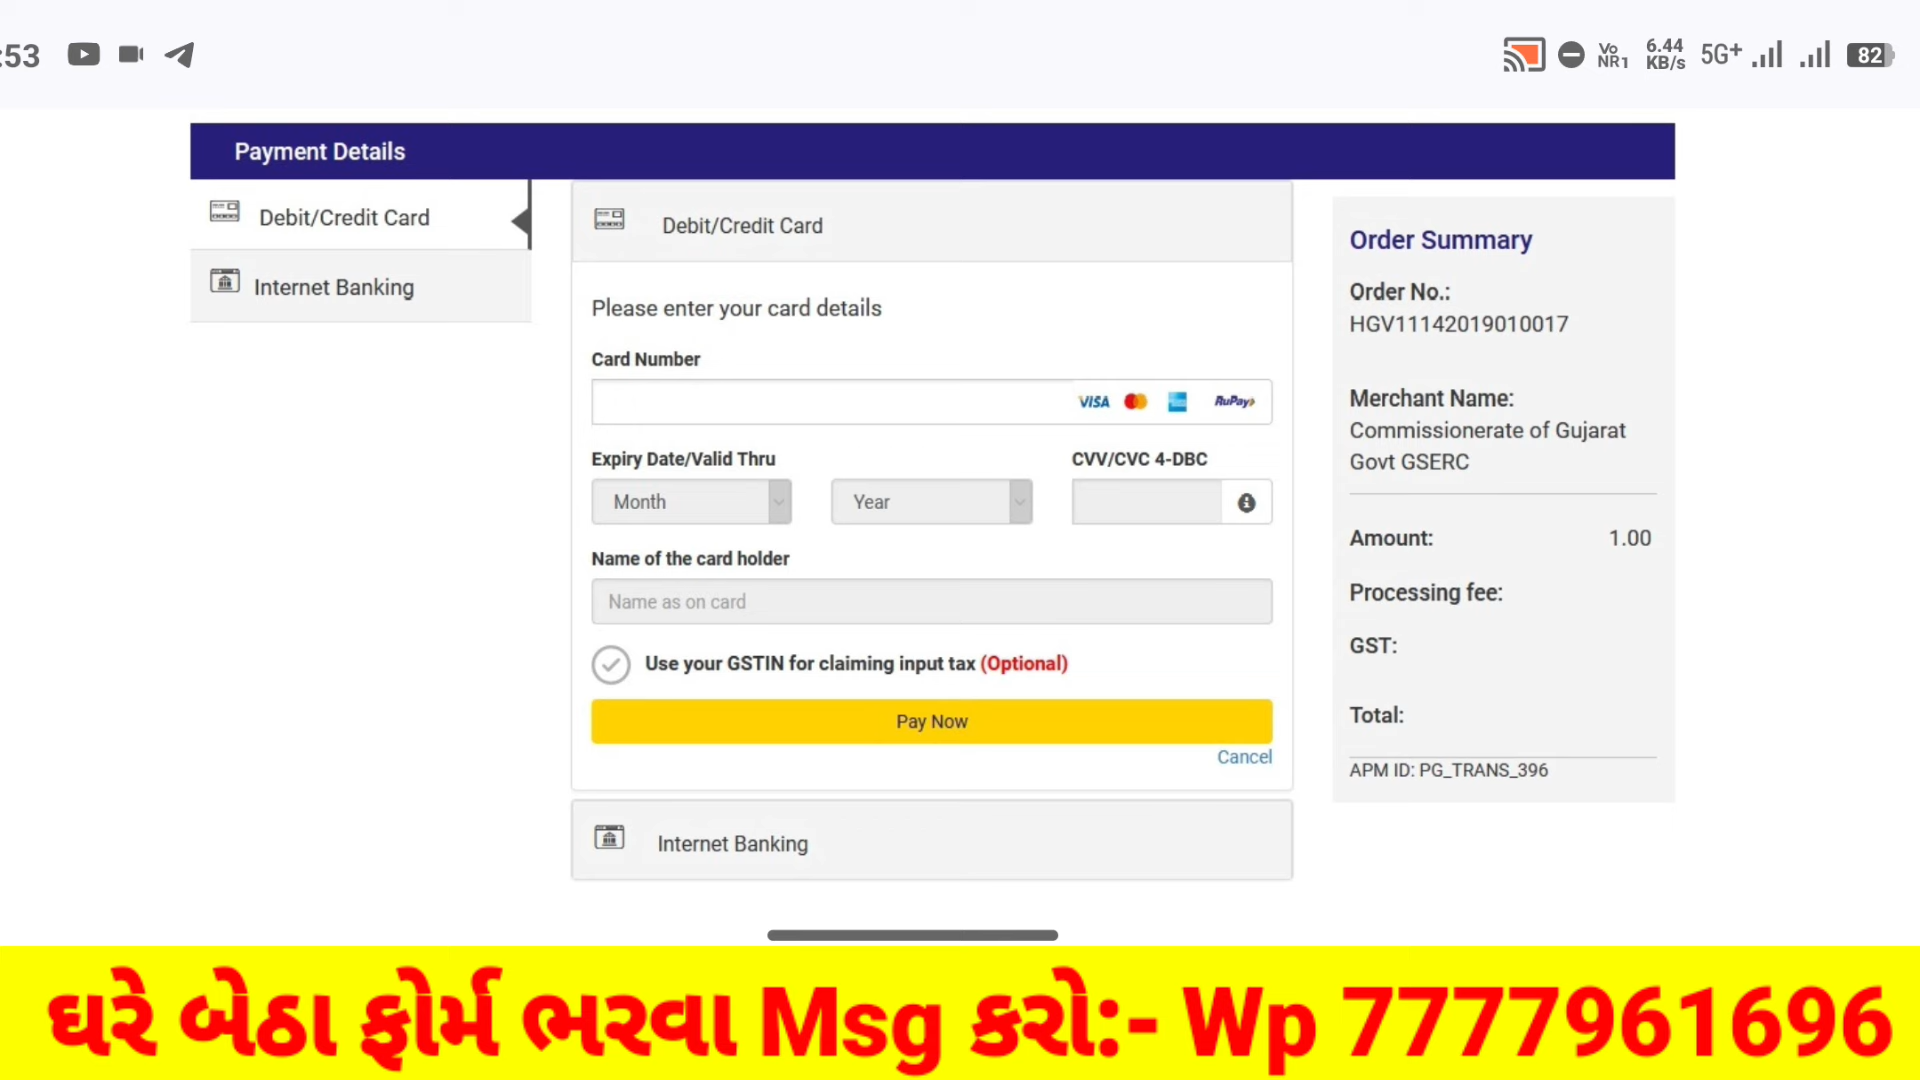 :53
Vo
NR1
6.44
KB/s
5G+
82
Payment Details
Debit/Credit Card
Internet Banking
Debit/Credit Card
Please enter your card details
Card Number
VISA
RuPay
Expiry Date/Valid Thru
CVV/CVC 4-DBC
Month
Year
Name of the card holder
Name as on card
Use your GSTIN for claiming input tax (Optional)
Pay Now
Cancel
Internet Banking
Order Summary
Order No.:
HGV11142019010017
Merchant Name:
Commissionerate of Gujarat
Govt GSERC
Amount: 1.00
Processing fee:
GST:
Total:
APM ID: PG_TRANS_396
ઘરે બેઠા ફોર્મ ભરવા Msg કરો:- Wp 7777961696